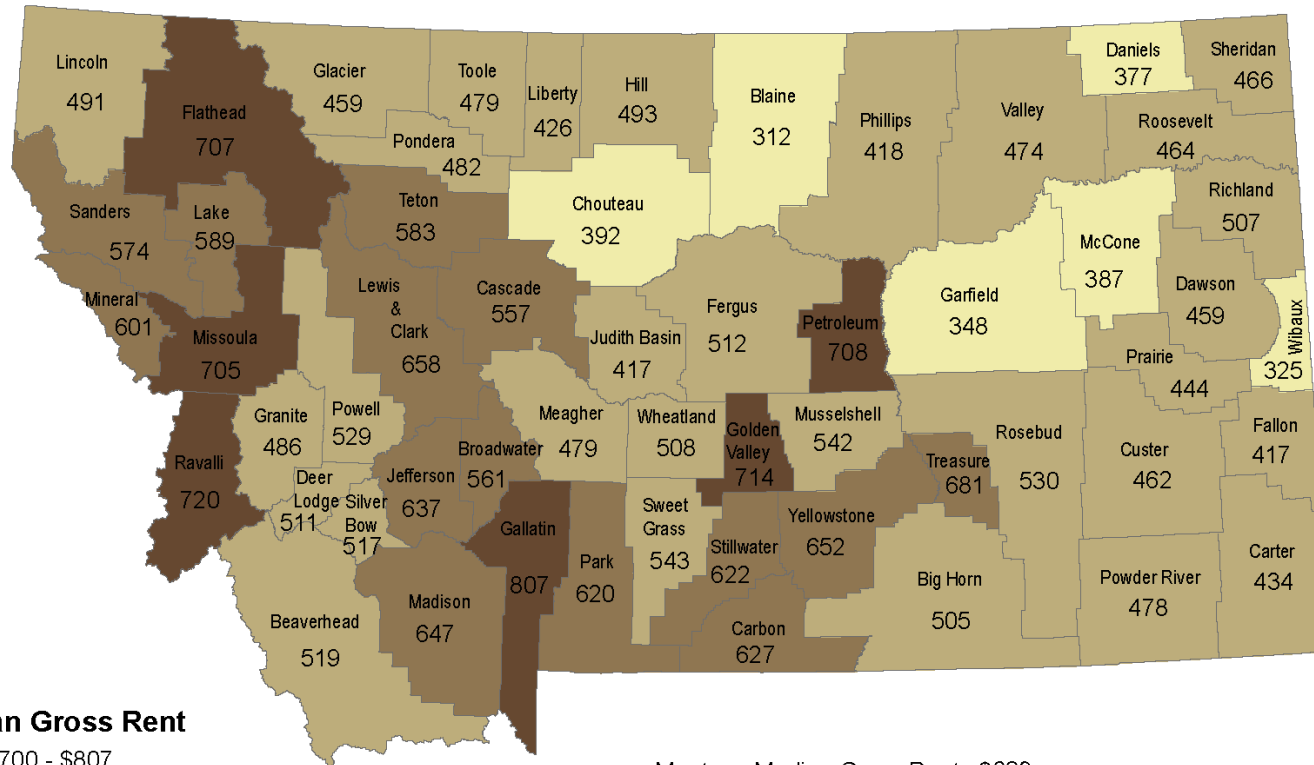 Lincoln
491
Flathead
707
Glacier
459
Toole
479
Liberty
426
Hill
493
Blaine
312
Phillips
418
Valley
474
Daniels
377
Sheridan
466
Roosevelt
464
Pondera
482
Sanders
574
Lake
589
Teton
583
Chouteau
392
Richland
507
McCone
387
Mineral
601
Missoula
705
Lewis
&
Clark
658
Cascade
557
Judith Basin
417
Fergus
512
Petroleum
708
Garfield
348
Dawson
459
Wibaux
325
Prairie
444
Granite
486
Powell
529
Meagher
479
Wheatland
508
Golden
Valley
714
Musselshell
542
Rosebud
530
Treasure
681
Custer
462
Fallon
417
Ravalli
720
Deer
Lodge
511
Silver
Bow
517
Jefferson
637
Broadwater
561
Gallatin
807
Park
620
Sweet
Grass
543
Stillwater
622
Yellowstone
652
Big Horn
505
Powder River
478
Carter
434
Beaverhead
519
Madison
647
Carbon
627
Gross Rent
700 - $807